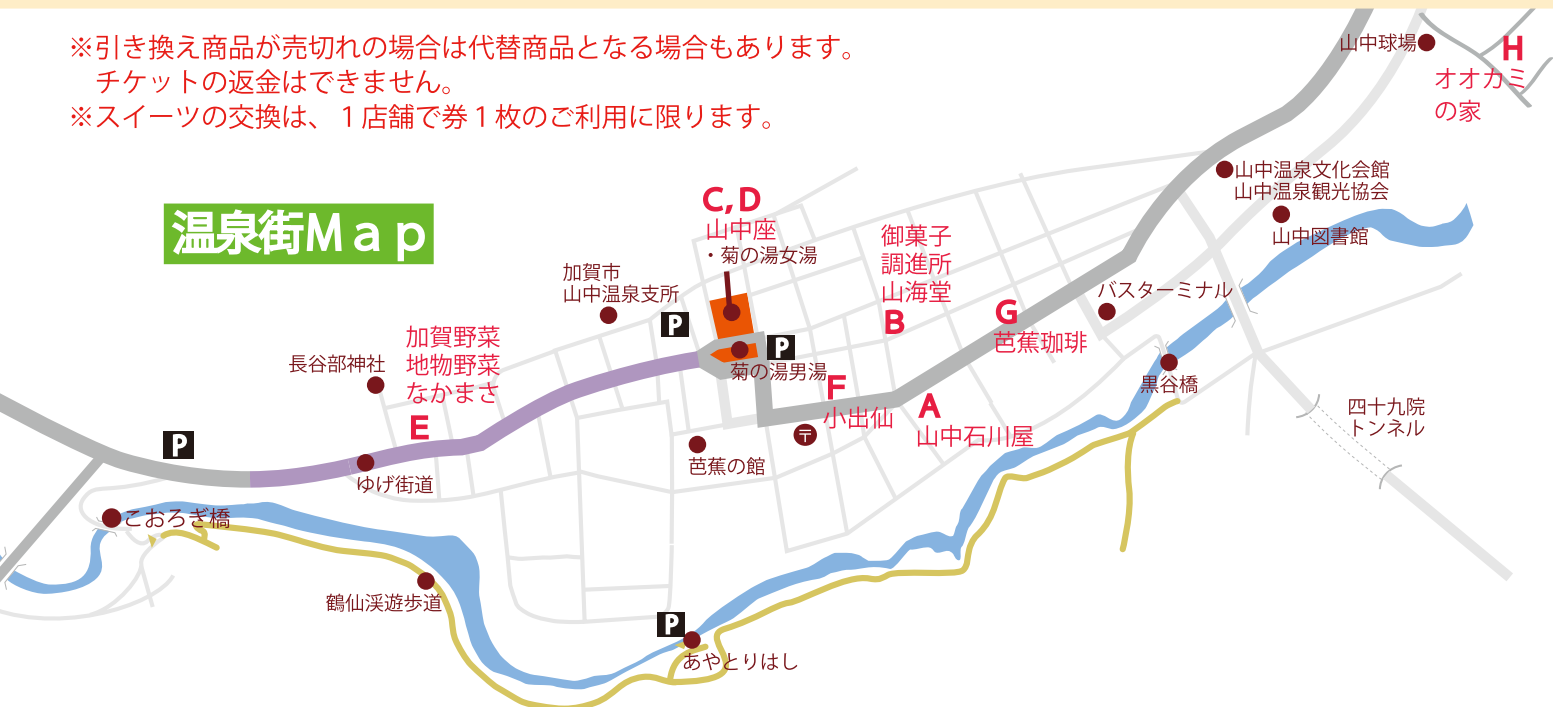 ※引き換え商品が売切れの場合は代替商品となる場合もあります。
チケットの返金はできません。
※スイーツの交換は、１店舗で券１枚のご利用に限ります。
温泉街Ｍａｐ
山中球場
H
オオカミ
の家
山中温泉文化会館
山中温泉観光協会
山中図書館
C,D
山中座
・菊の湯女湯
御菓子
調進所
山海堂
B
加賀市
山中温泉支所
P
バスターミナル
G
芭蕉珈琲
加賀野菜
地物野菜
なかまさ
E
長谷部神社
P
菊の湯男湯
F
小出仙
A
山中石川屋
黒谷橋
四十九院
トンネル
〒
P
芭蕉の館
ゆげ街道
こおろぎ橋
鶴仙渓遊歩道
P
あやとりはし